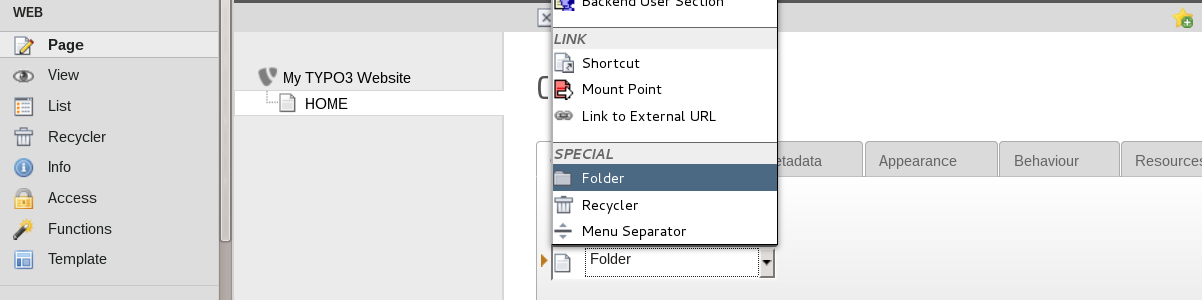 WEB
Page
View
List
Recycler
Info
Access
Functions
Template
My TYPO3 Website
HOME
Backend User Section
LINK
Shortcut
Mount Point
Link to External URL
SPECIAL
Folder
Recycler
Menu Separator
Folder
Appearance
Behaviour
Resources